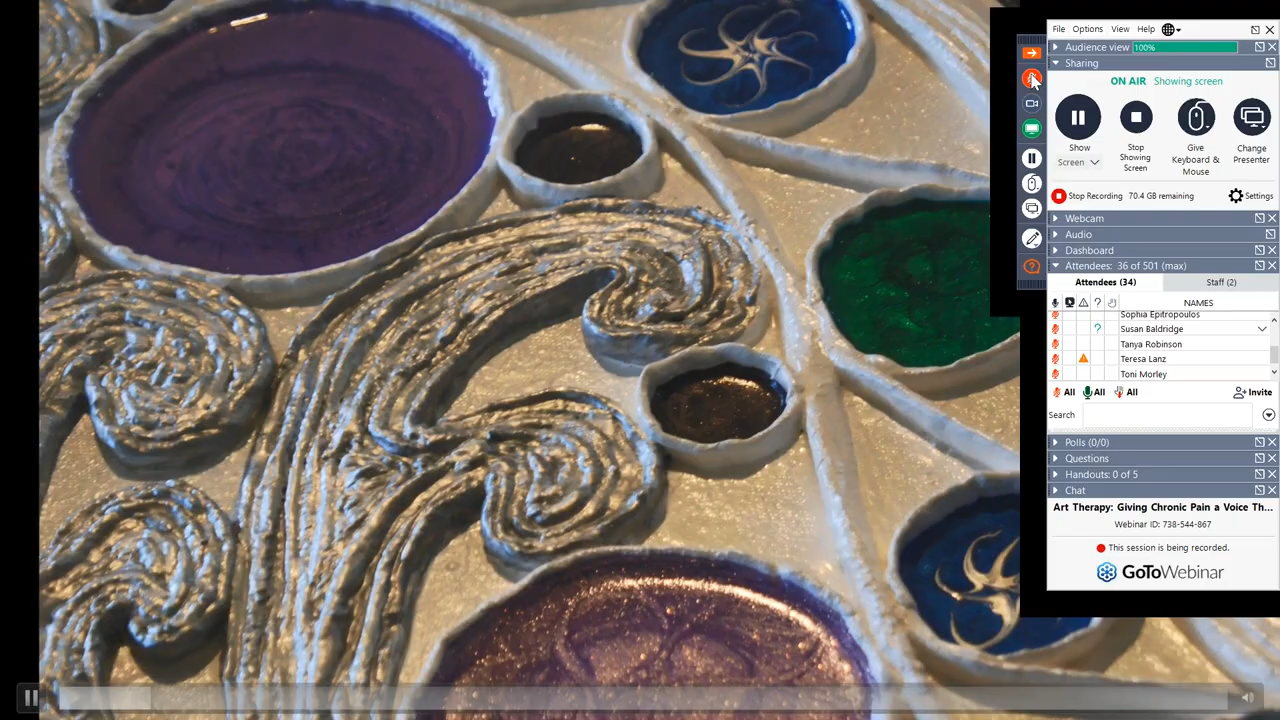 File Options View Help
Audience view 100%
Sharing
ON AIR Showing screen
Show
Screen
Stop
Showing
Screen
Give
Keyboard &
Mouse
Change
Presenter
Stop Recording 70.4 GB remaining
Settings
Webcam
Audio
Dashboard
Attendees: 36 of 501 (max)
Attendees (34) Staff (2)
? NAMES
Sophia Epitropoulos
? Susan Baldridge
Tanya Robinson
Teresa Lanz
Toni Morley
All All All Invite
Search
Polls (0/0)
Questions
Handouts: 0 of 5
Chat
Art Therapy: Giving Chronic Pain a Voice Th...
Webinar ID: 738-544-867
This session is being recorded.
GoToWebinar